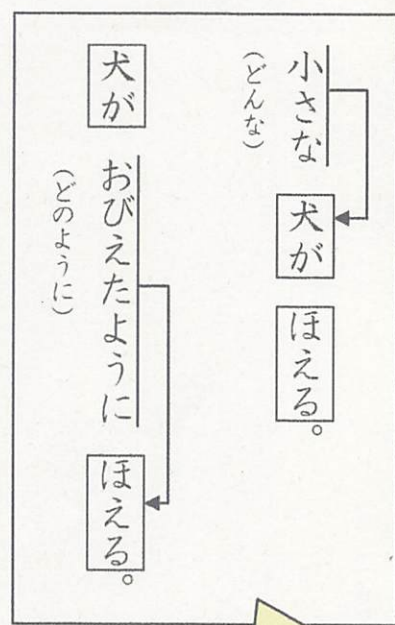 小さな 犬が ほえる。
(どんな)
犬が おびえたように ほえる。
(どのように)